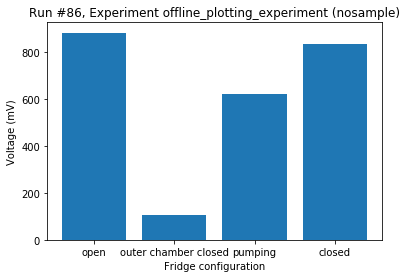 Run #86, Experiment offline_plotting_experiment (nosample)
800
600
400
200
0
Voltage (mV)
open
outer chamber closed
pumping
closed
Fridge configuration